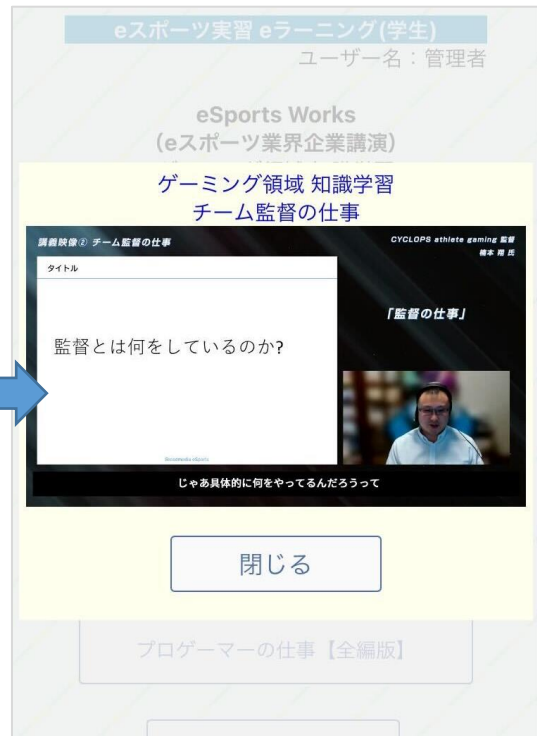 eスポーツ実習 eラーニング(学生)
ユーザー名：管理者
eSports Works
(eスポーツ業界企業講演)
ゲーミング領域 知識学習
チーム監督の仕事
講義映像② チーム監督の仕事
CYCLOPS athlete gaming 監督
橋本 翔 氏
タイトル
監督とは何をしているのか?
「監督の仕事」
じゃあ具体的に何をやってるんだろうって
閉じる
プロゲーマーの仕事【全編版】